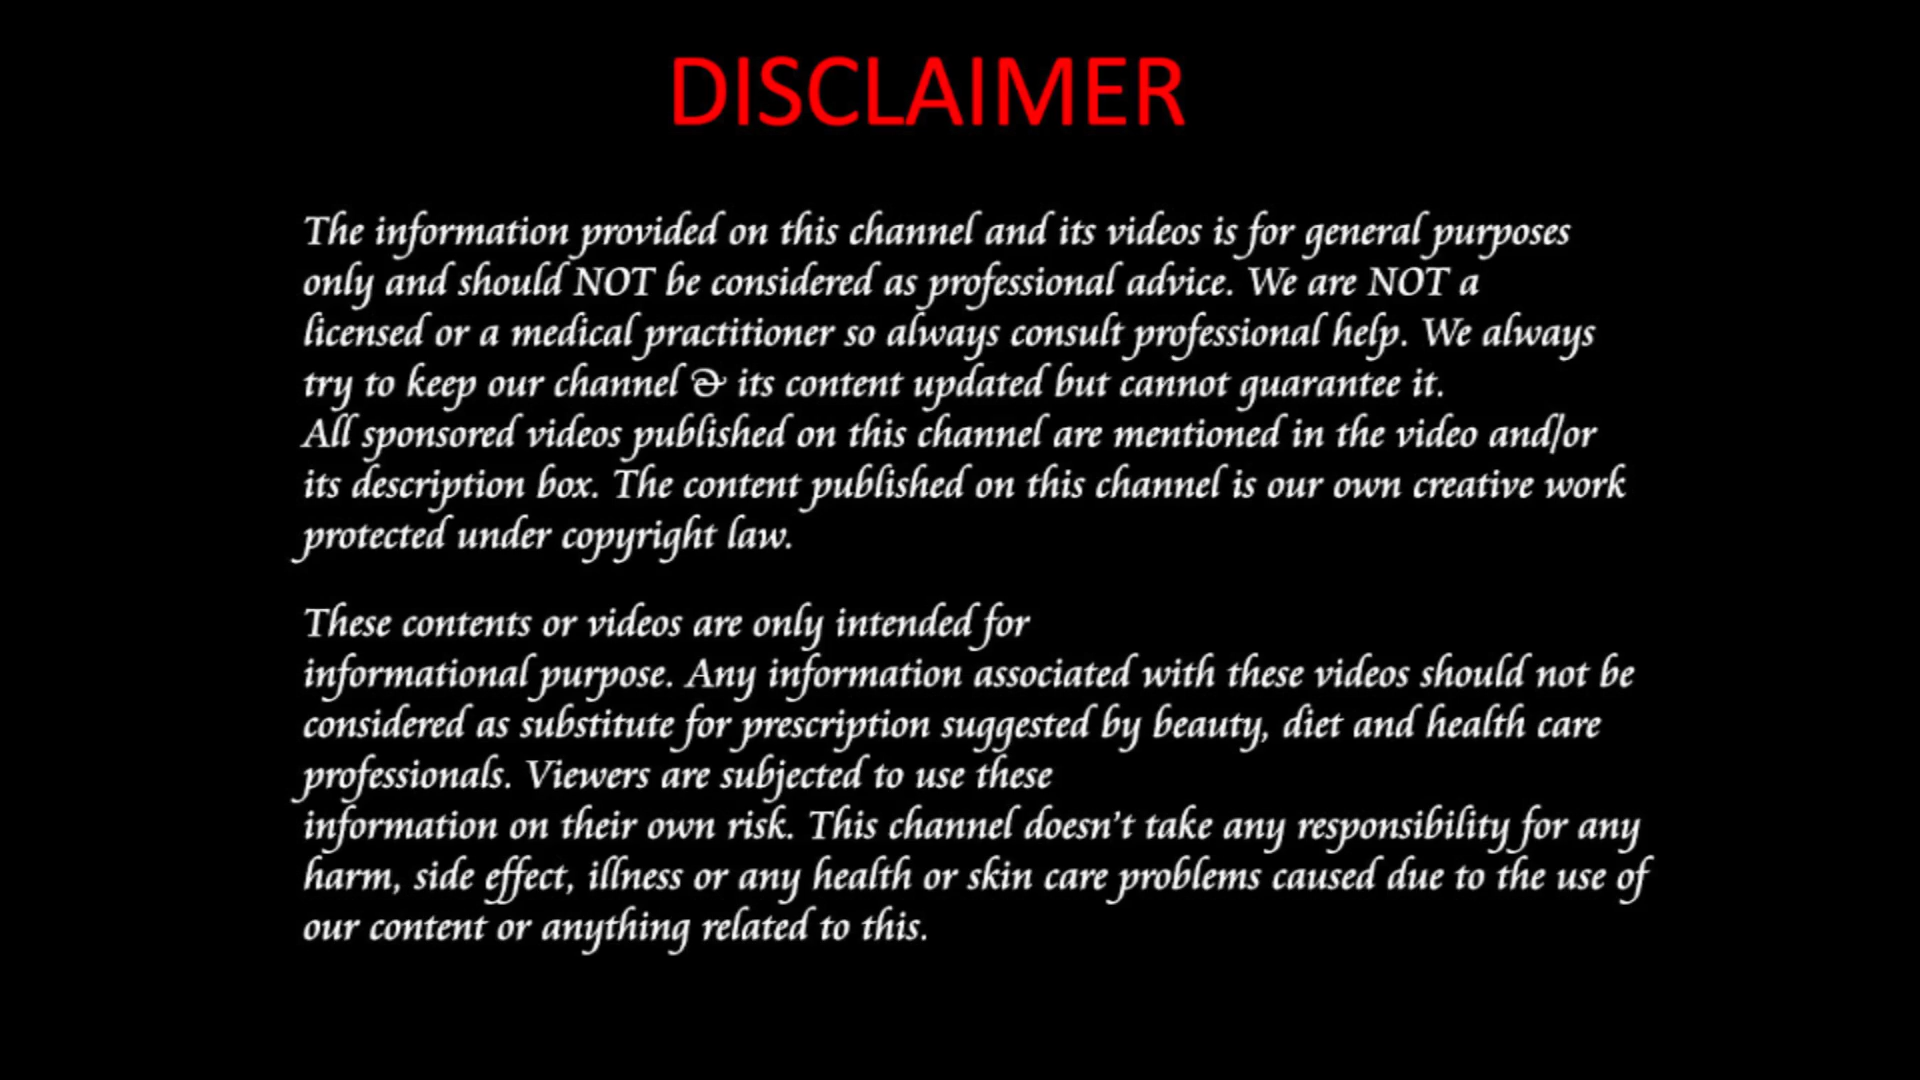 DISCLAIMER
The information provided on this channel and its videos is for general purposes
only and should NOT be considered as professional advice. We are NOT a
licensed or a medical practitioner so always consult professional help. We always
try to keep our channel & its content updated but cannot guarantee it.
All sponsored videos published on this channel are mentioned in the video and/or
its description box. The content published on this channel is our own creative work
protected under copyright law.
These contents or videos are only intended for
informational purpose. Any information associated with these videos should not be
considered as substitute for prescription suggested by beauty, diet and health care
professionals. Viewers are subjected to use these
information on their own risk. This channel doesn't take any responsibility for any
harm, side effect, illness or any health or skin care problems caused due to the use of
our content or anything related to this.